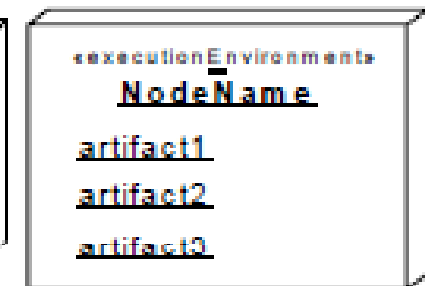 «executionEnvironment»
NodeName
artifact1
artifact2
artifact3